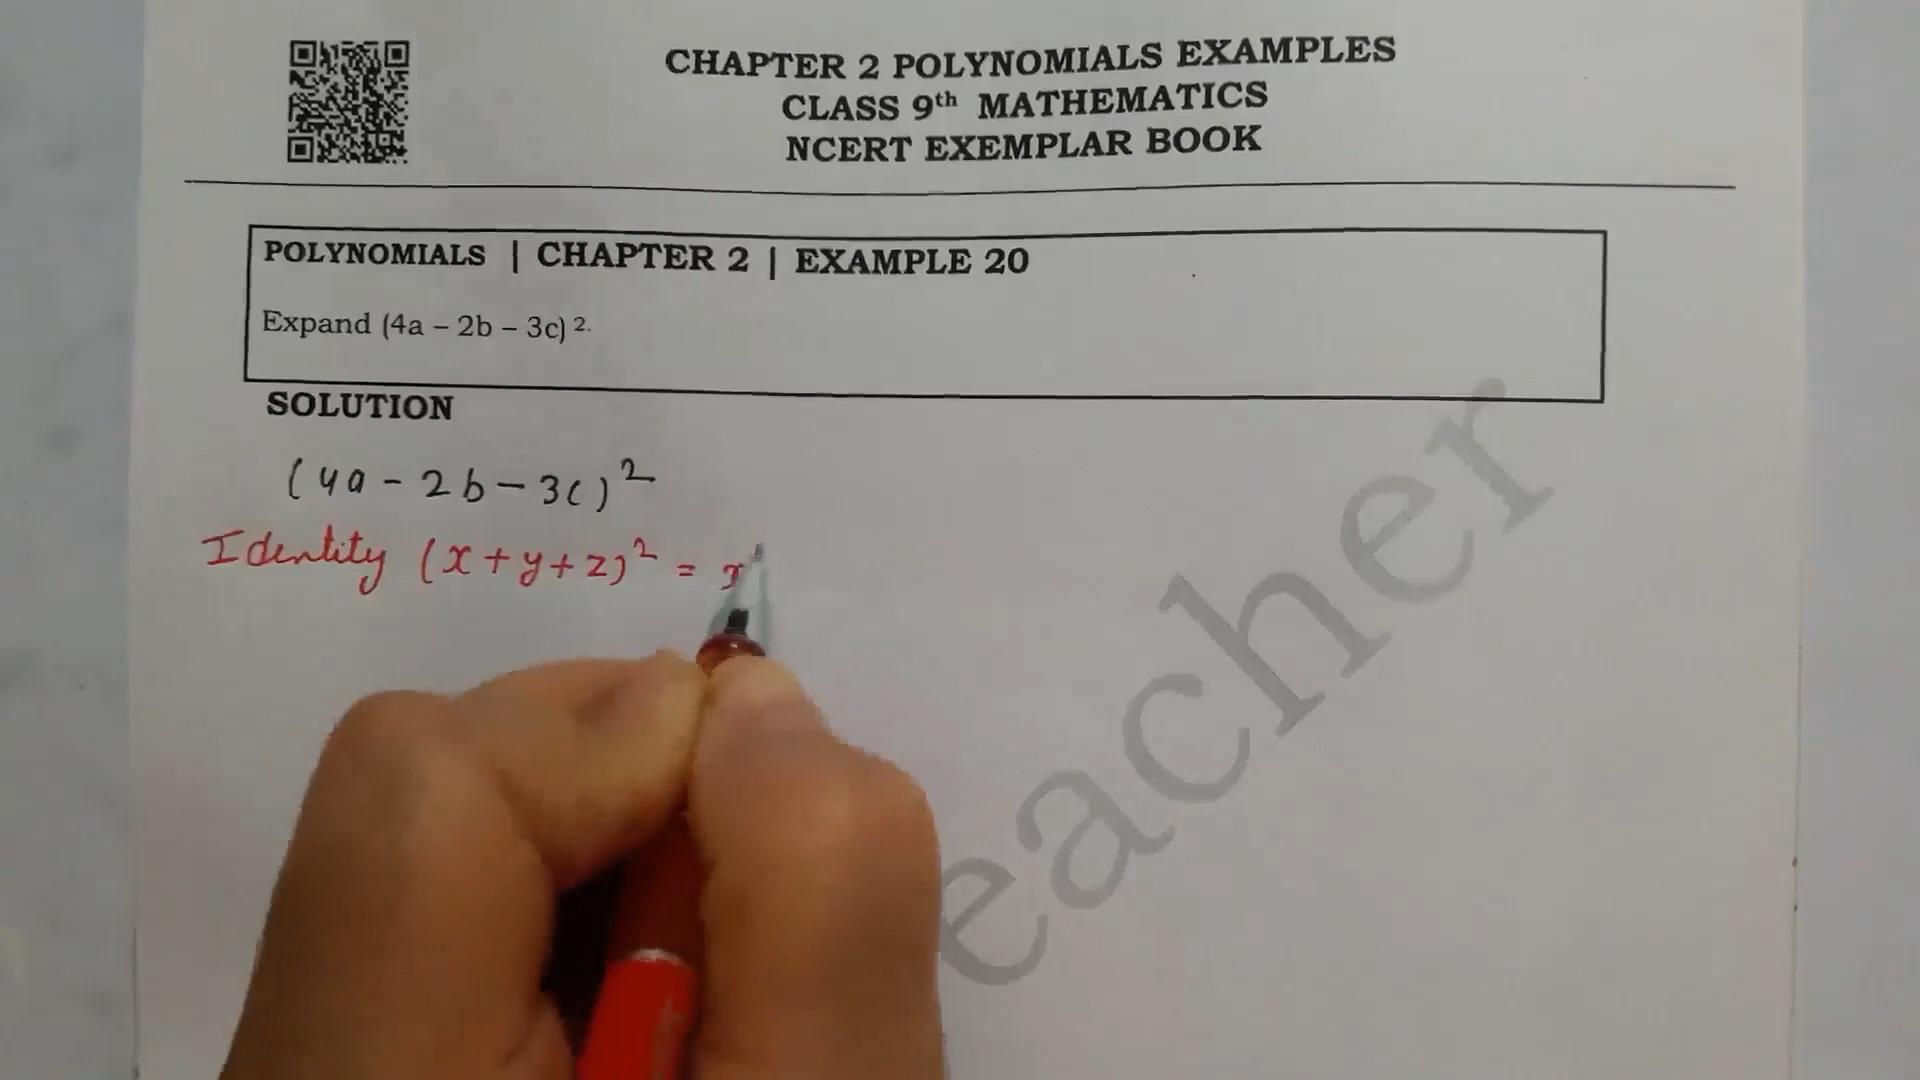 CHAPTER 2 POLYNOMIALS EXAMPLES
CLASS 9th MATHEMATICS
NCERT EXEMPLAR BOOK
POLYNOMIALS | CHAPTER 2 | EXAMPLE 20
Expand (4a – 2b – 3c) 2.
SOLUTION
(4a - 2b - 3c)²
Identity (x + y + z)² = x
eacher